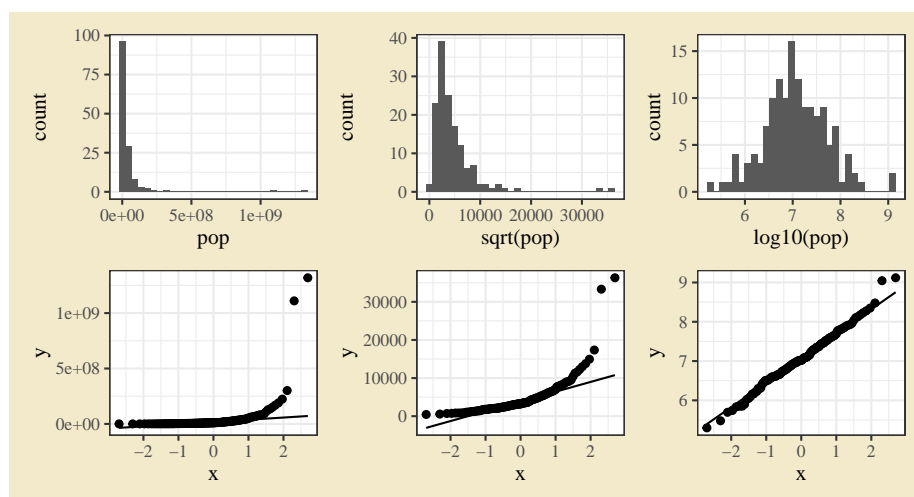 100
75
50
25
0
count
0e+00 5e+08 1e+09
pop
40
30
20
10
0
count
0 10000 20000 30000
sqrt(pop)
15
10
5
0
count
6 7 8 9
log10(pop)
1e+09
5e+08
0e+00
y
−2 −1 0 1 2
x
30000
20000
10000
0
y
−2 −1 0 1 2
x
9
8
7
6
y
−2 −1 0 1 2
x